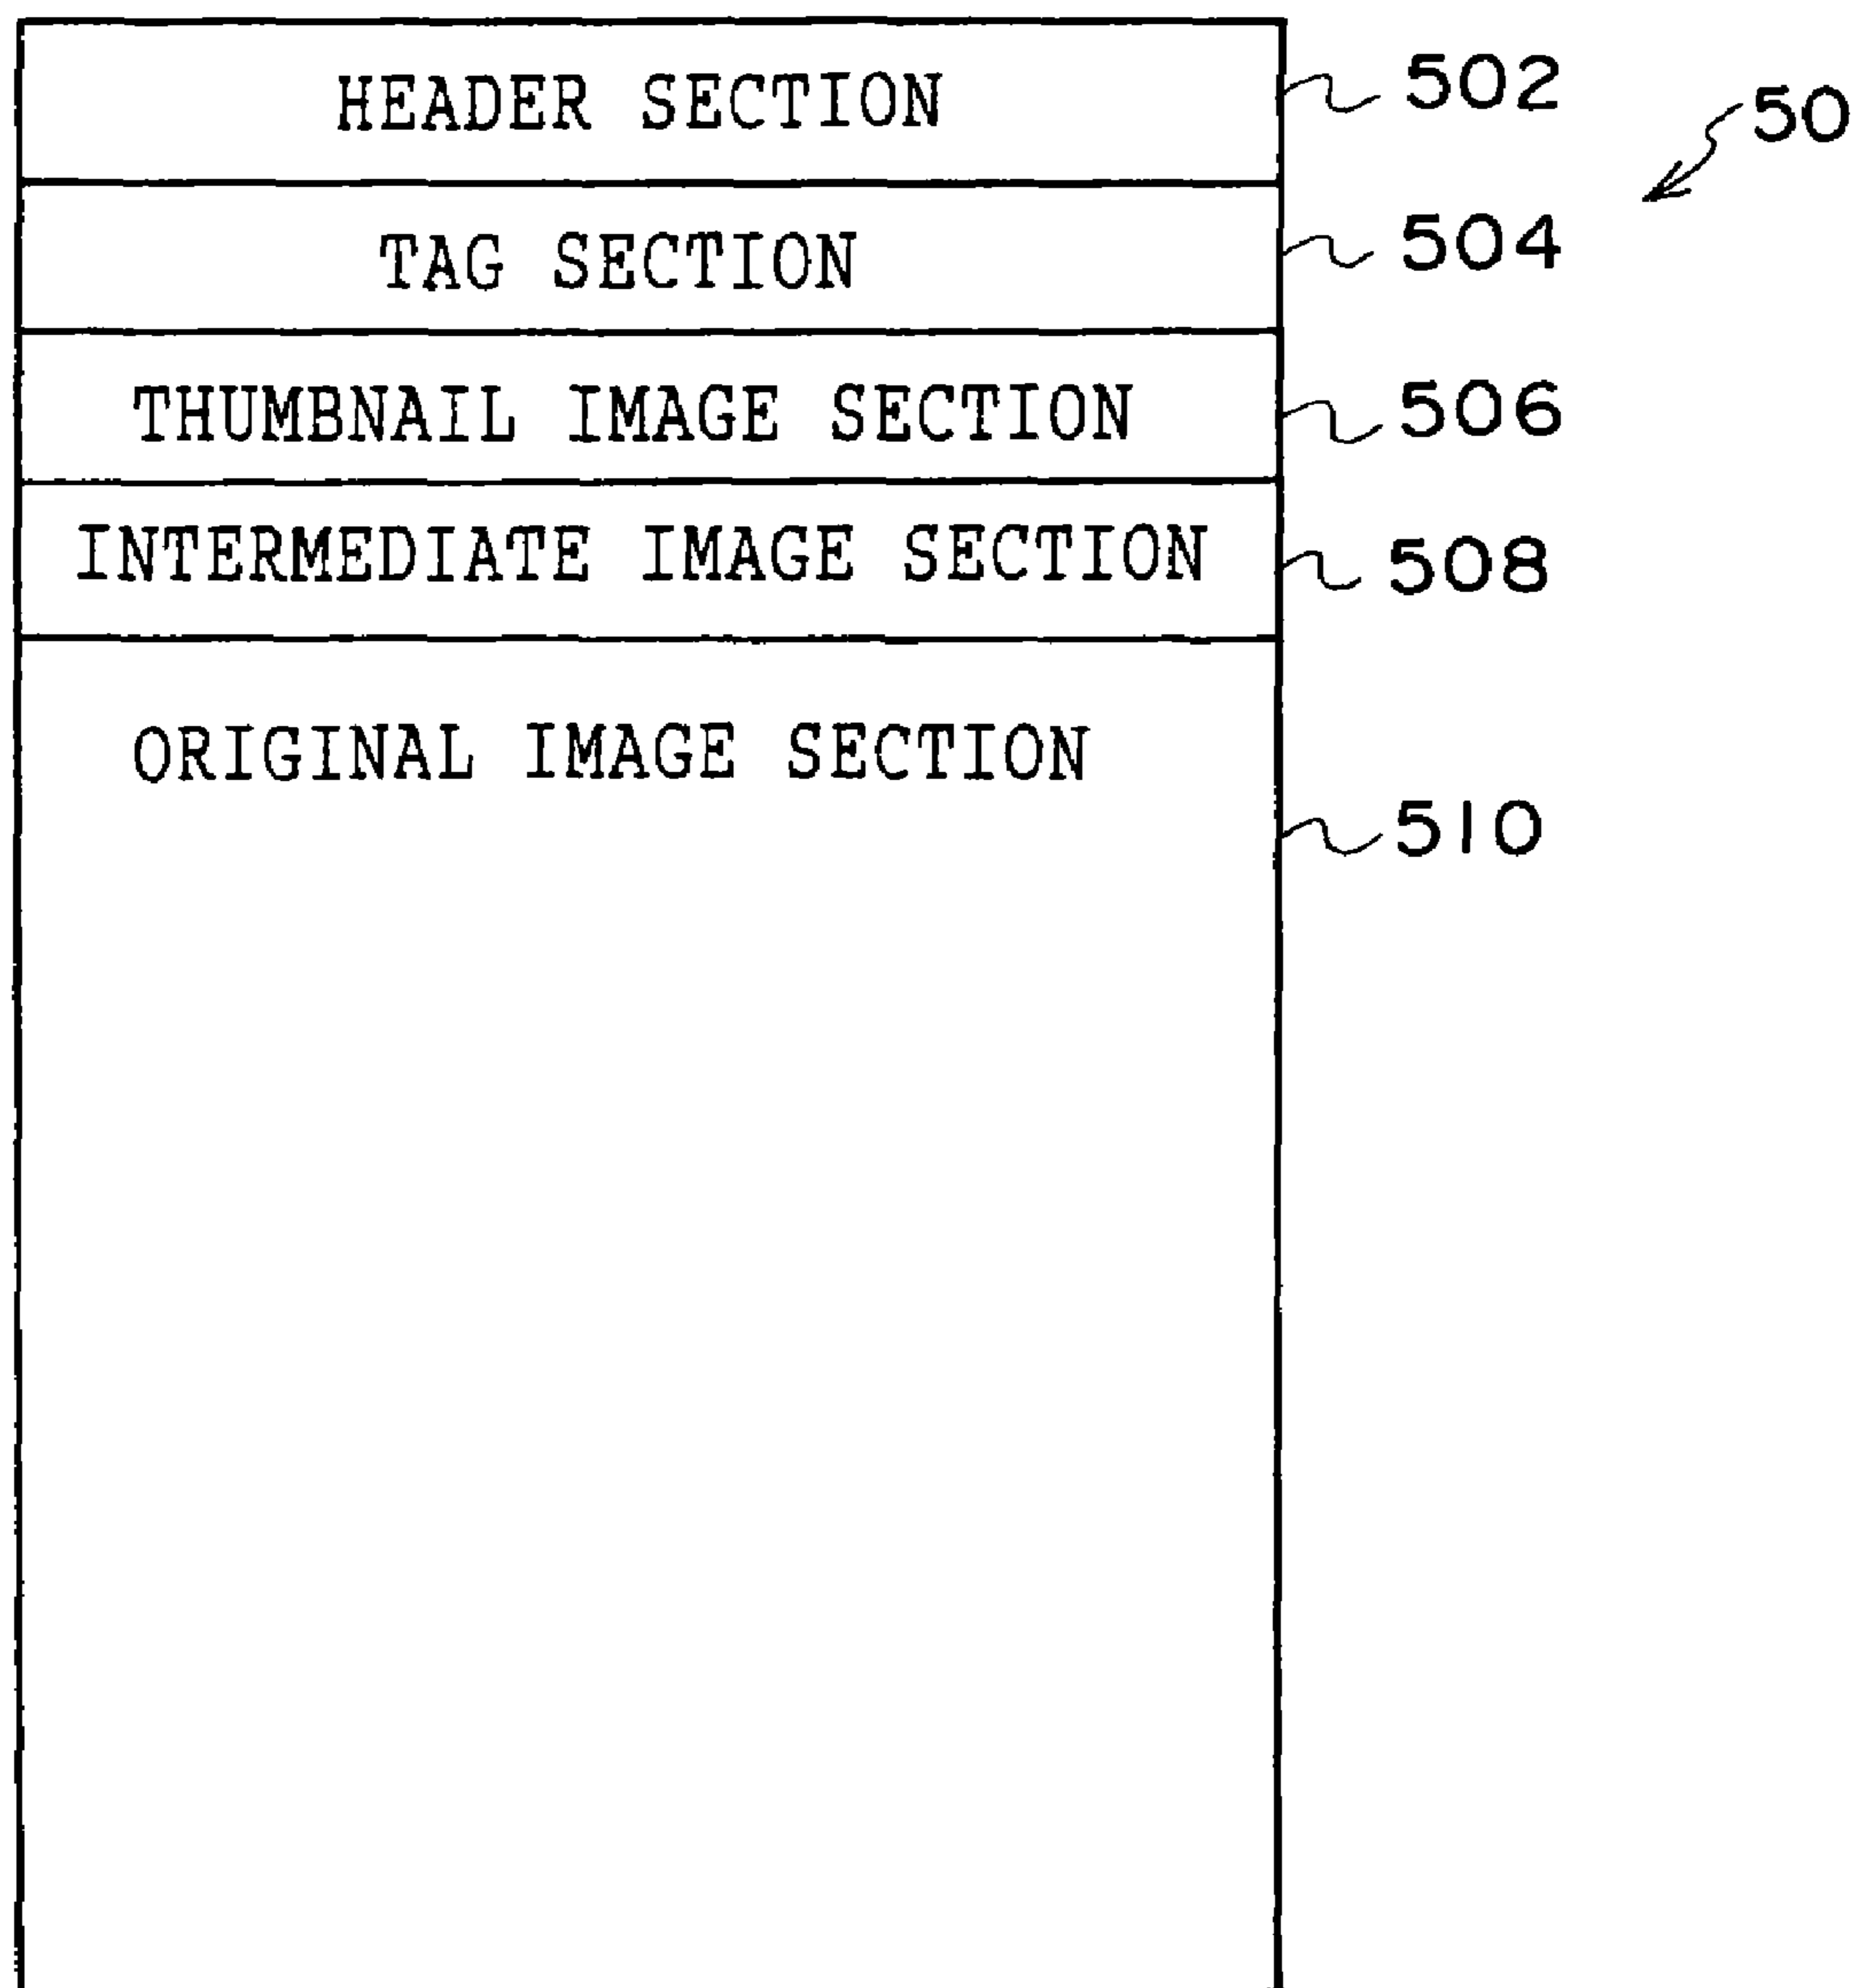 HEADER SECTION 502
50
TAG SECTION 504
THUMBNAIL IMAGE SECTION 506
INTERMEDIATE IMAGE SECTION 508
ORIGINAL IMAGE SECTION
510